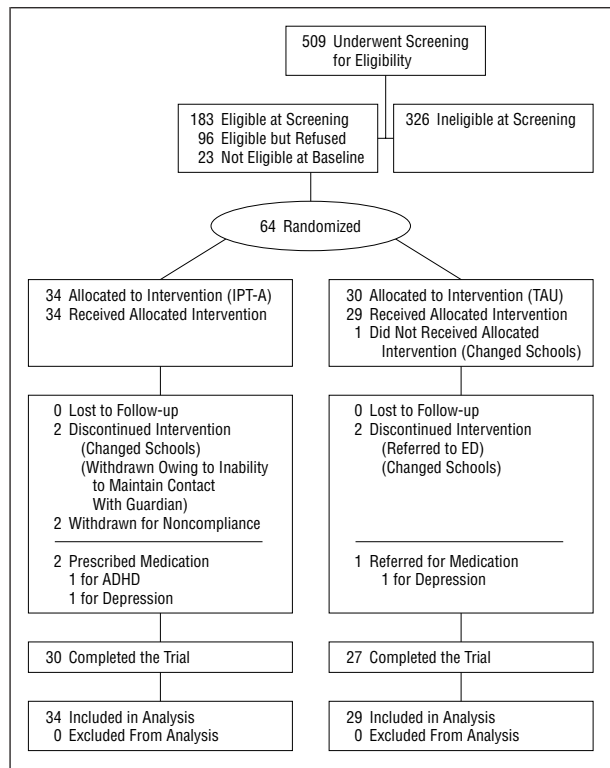 509 Underwent Screening
for Eligibility
183 Eligible at Screening
96 Eligible but Refused
23 Not Eligible at Baseline
326 Ineligible at Screening
64 Randomized
34 Allocated to Intervention (IPT-A)
34 Received Allocated Intervention
30 Allocated to Intervention (TAU)
29 Received Allocated Intervention
1 Did Not Received Allocated
Intervention (Changed Schools)
0 Lost to Follow-up
2 Discontinued Intervention
(Changed Schools)
(Withdrawn Owing to Inability
to Maintain Contact
With Guardian)
2 Withdrawn for Noncompliance
2 Prescribed Medication
1 for ADHD
1 for Depression
0 Lost to Follow-up
2 Discontinued Intervention
(Referred to ED)
(Changed Schools)
1 Referred for Medication
1 for Depression
30 Completed the Trial
27 Completed the Trial
34 Included in Analysis
0 Excluded From Analysis
29 Included in Analysis
0 Excluded From Analysis